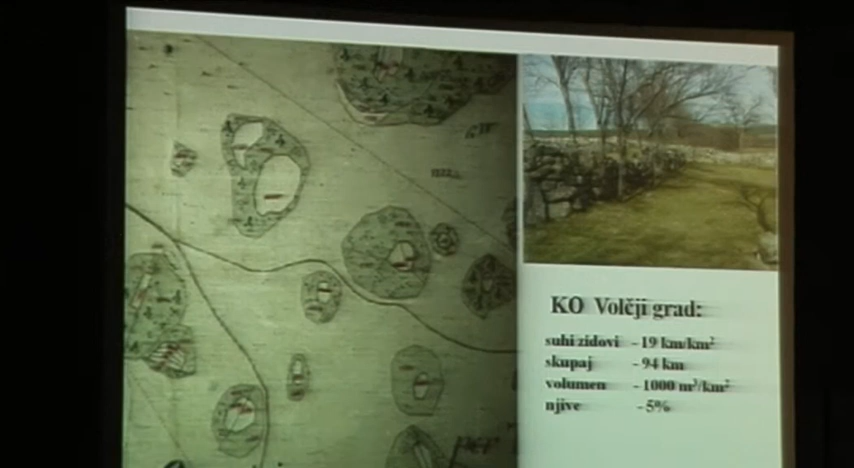 KO Volčji grad:
suhi zidovi - 19 km/km²
skupaj - 94 km
volumen - 1000 m³/km²
njive - 5%